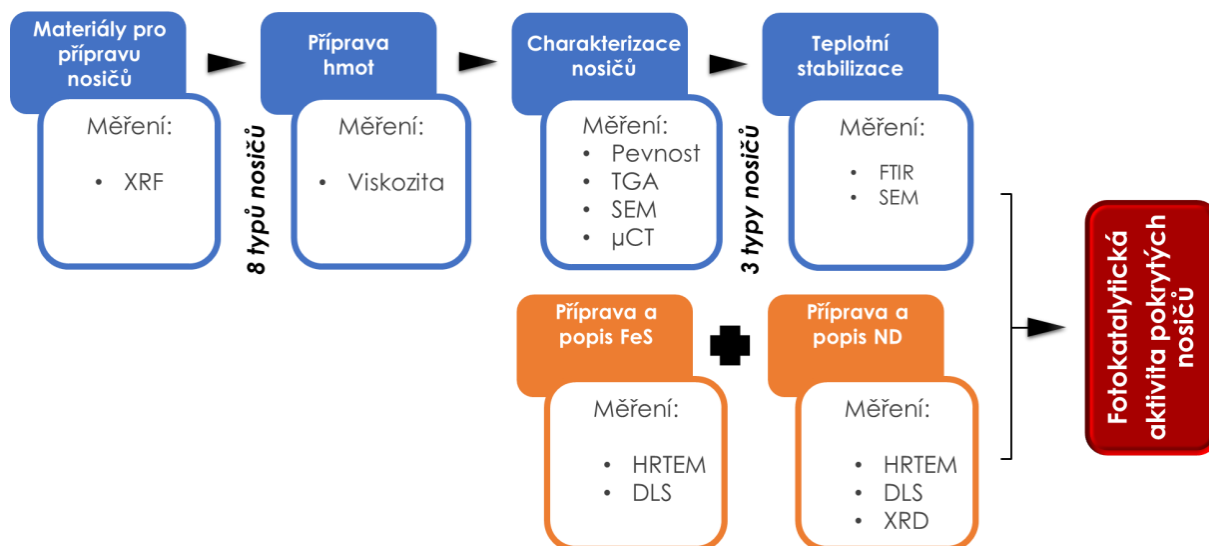 Materiály pro
přípravu
nosičů
Měření:
• XRF
8 typů nosičů
Příprava
hmot
Měření:
• Viskozita
Charakterizace
nosičů
Měření:
• Pevnost
• TGA
• SEM
• µCT
3 typy nosičů
Teplotní
stabilizace
Měření:
• FTIR
• SEM
Příprava a
popis FeS
Měření:
• HRTEM
• DLS
Příprava a
popis ND
Měření:
• HRTEM
• DLS
• XRD
Fotokatalytická
aktivita pokrytých
nosičů